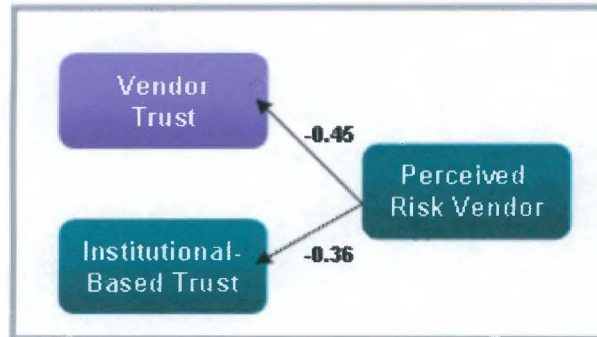 Vendor
Trust
-0.45
Perceived
Risk Vendor
Institutional-
Based Trust
-0.36